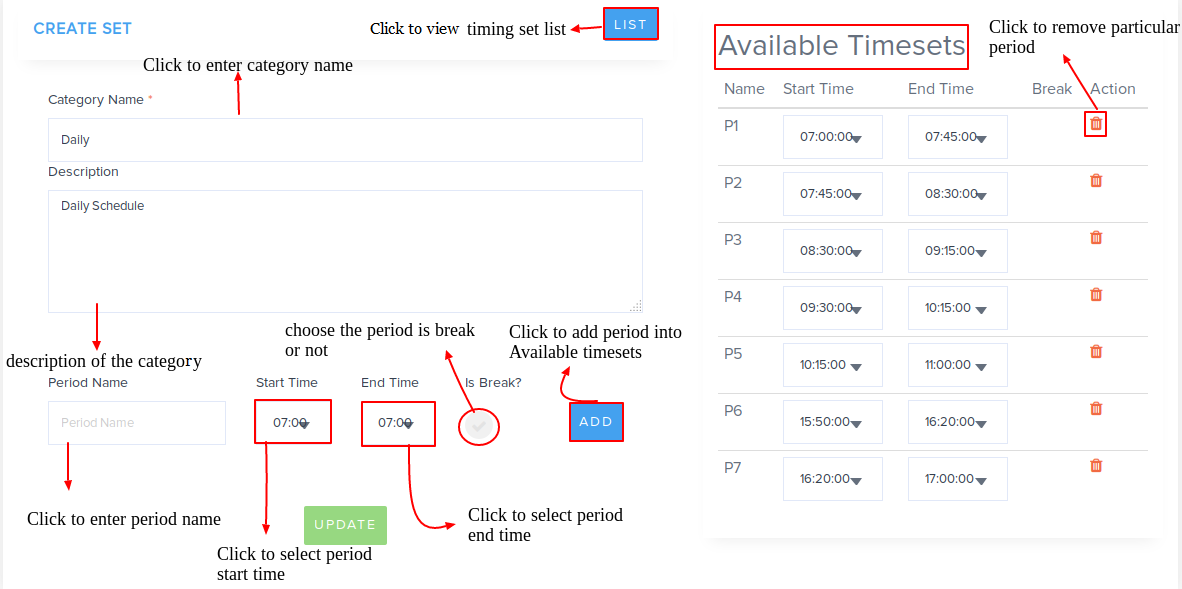 CREATE SET
Click to view timing set list
LIST
Click to enter category name
Category Name *
Daily
Description
Daily Schedule
description of the category
choose the period is break
or not
Click to add period into
Available timesets
Period Name
Start Time
End Time
Is Break?
Period Name
07:00
07:00
ADD
Click to enter period name
UPDATE
Click to select period
start time
Click to select period
end time
Available Timesets
Click to remove particular
period
Name Start Time End Time Break Action
P1 07:00:00 07:45:00
P2 07:45:00 08:30:00
P3 08:30:00 09:15:00
P4 09:30:00 10:15:00
P5 10:15:00 11:00:00
P6 15:50:00 16:20:00
P7 16:20:00 17:00:00